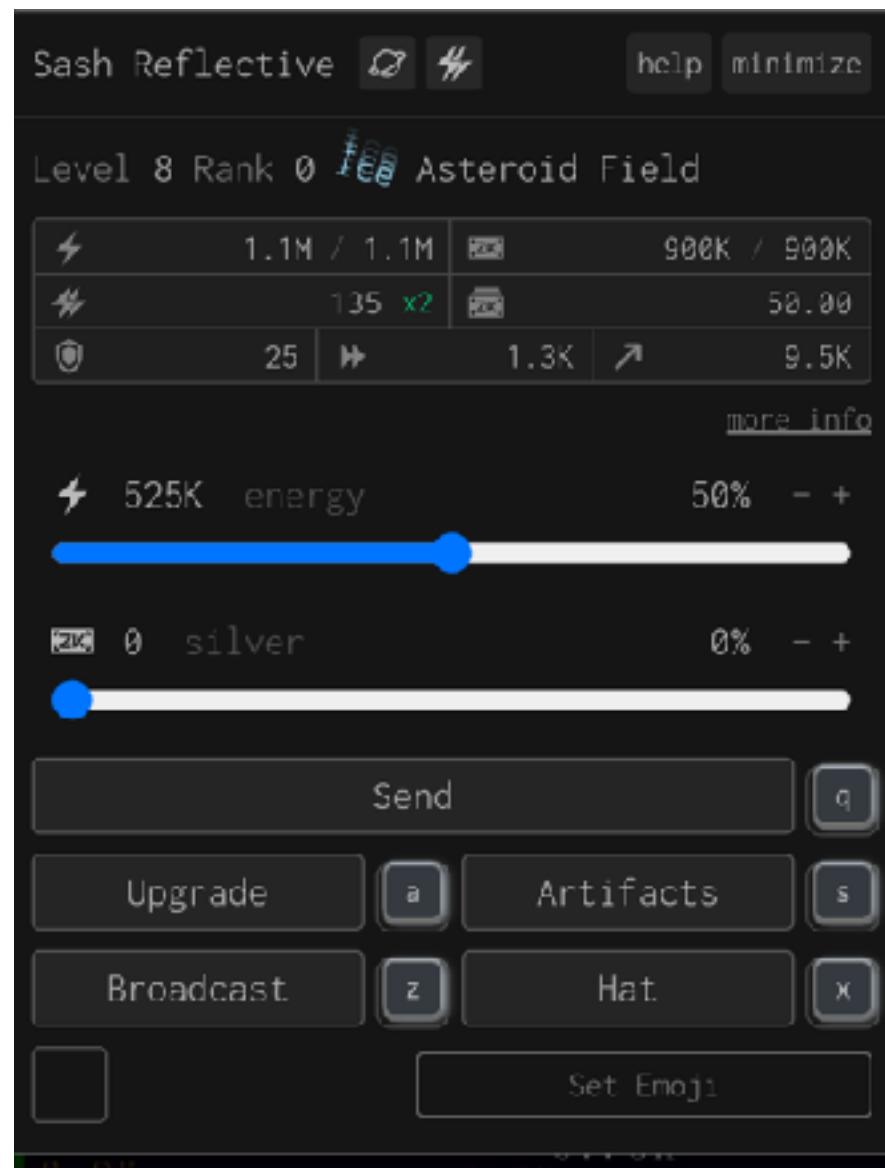 Sash Reflective help minimize
Level 8 Rank 0 Asteroid Field
1.1M / 1.1M 900K / 900K
135 x2 50.00
25 1.3K 9.5K
more info
525K energy 50% - +
ZK 0 silver 0% - +
Send q
Upgrade a Artifacts s
Broadcast z Hat x
Set Emoji